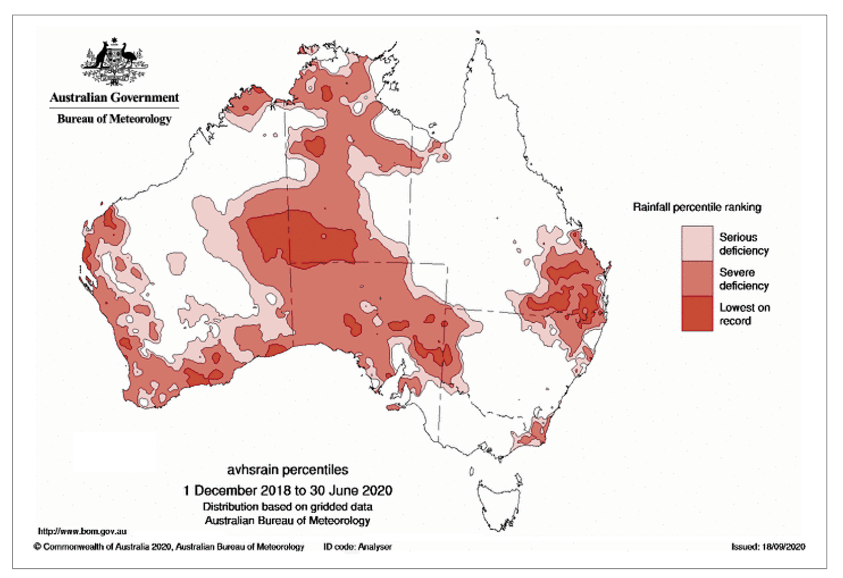 Australian Government
Bureau of Meteorology
Rainfall percentile ranking
Serious
deficiency
Severe
deficiency
Lowest on
record
avhsrain percentiles
1 December 2018 to 30 June 2020
Distribution based on gridded data
Australian Bureau of Meteorology
http://www.bom.gov.au
© Commonwealth of Australia 2020, Australian Bureau of Meteorology ID code: Analyser Issued: 18/09/2020